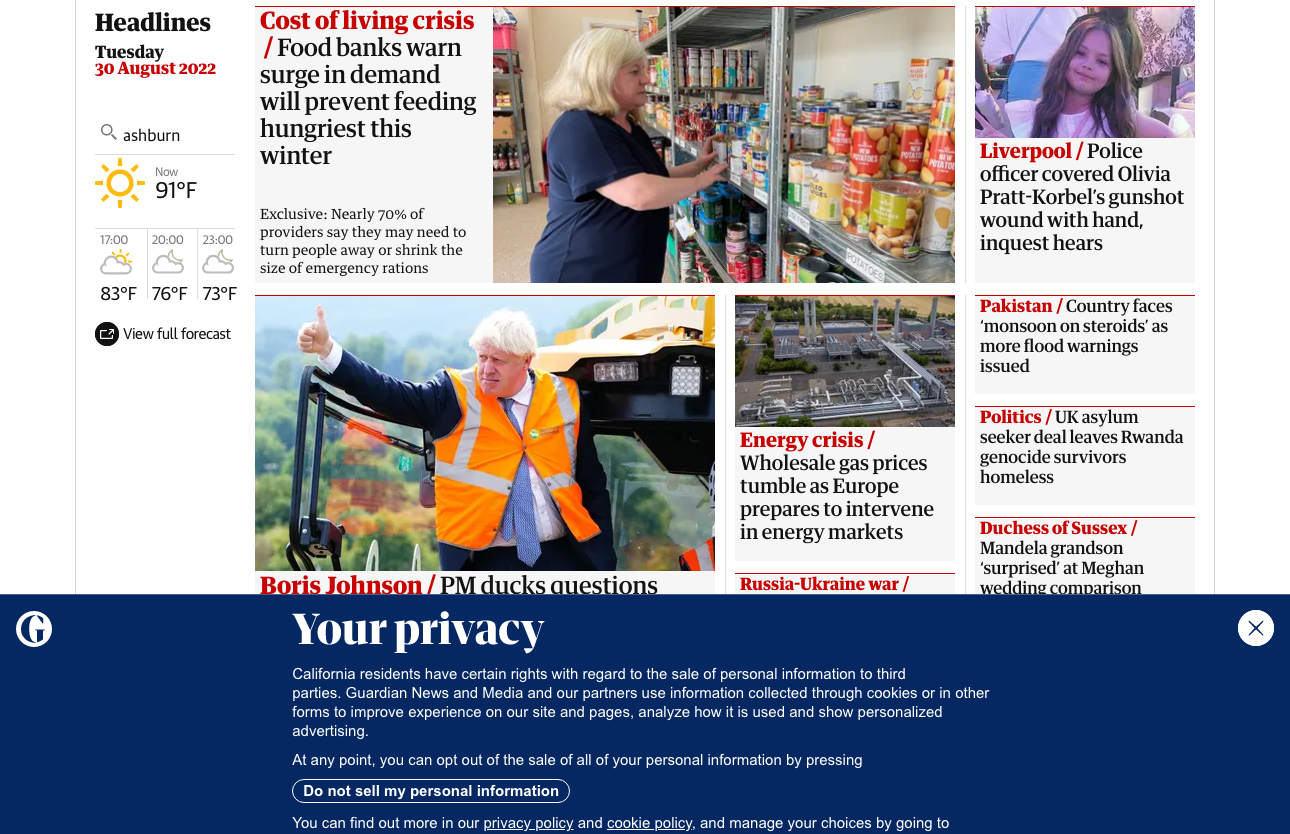 Headlines
Tuesday
30 August 2022
ashburn
Now
91°F
17:00
20:00
23:00
83°F
76°F
73°F
View full forecast
Cost of living crisis
/ Food banks warn
surge in demand
will prevent feeding
hungriest this
winter
Exclusive: Nearly 70% of
providers say they may need to
turn people away or shrink the
size of emergency rations
NEW
POTATOES
POTATOES
Liverpool / Police
officer covered Olivia
Pratt-Korbel’s gunshot
wound with hand,
inquest hears
Boris Johnson / PM ducks questions
Energy crisis /
Wholesale gas prices
tumble as Europe
prepares to intervene
in energy markets
Russia-Ukraine war /
Pakistan / Country faces
‘monsoon on steroids’ as
more flood warnings
issued
Politics / UK asylum
seeker deal leaves Rwanda
genocide survivors
homeless
Duchess of Sussex /
Mandela grandson
‘surprised’ at Meghan
wedding comparison
Your privacy
California residents have certain rights with regard to the sale of personal information to third
parties. Guardian News and Media and our partners use information collected through cookies or in other
forms to improve experience on our site and pages, analyze how it is used and show personalized
advertising.
At any point, you can opt out of the sale of all of your personal information by pressing
Do not sell my personal information
You can find out more in our privacy policy and cookie policy, and manage your choices by going to